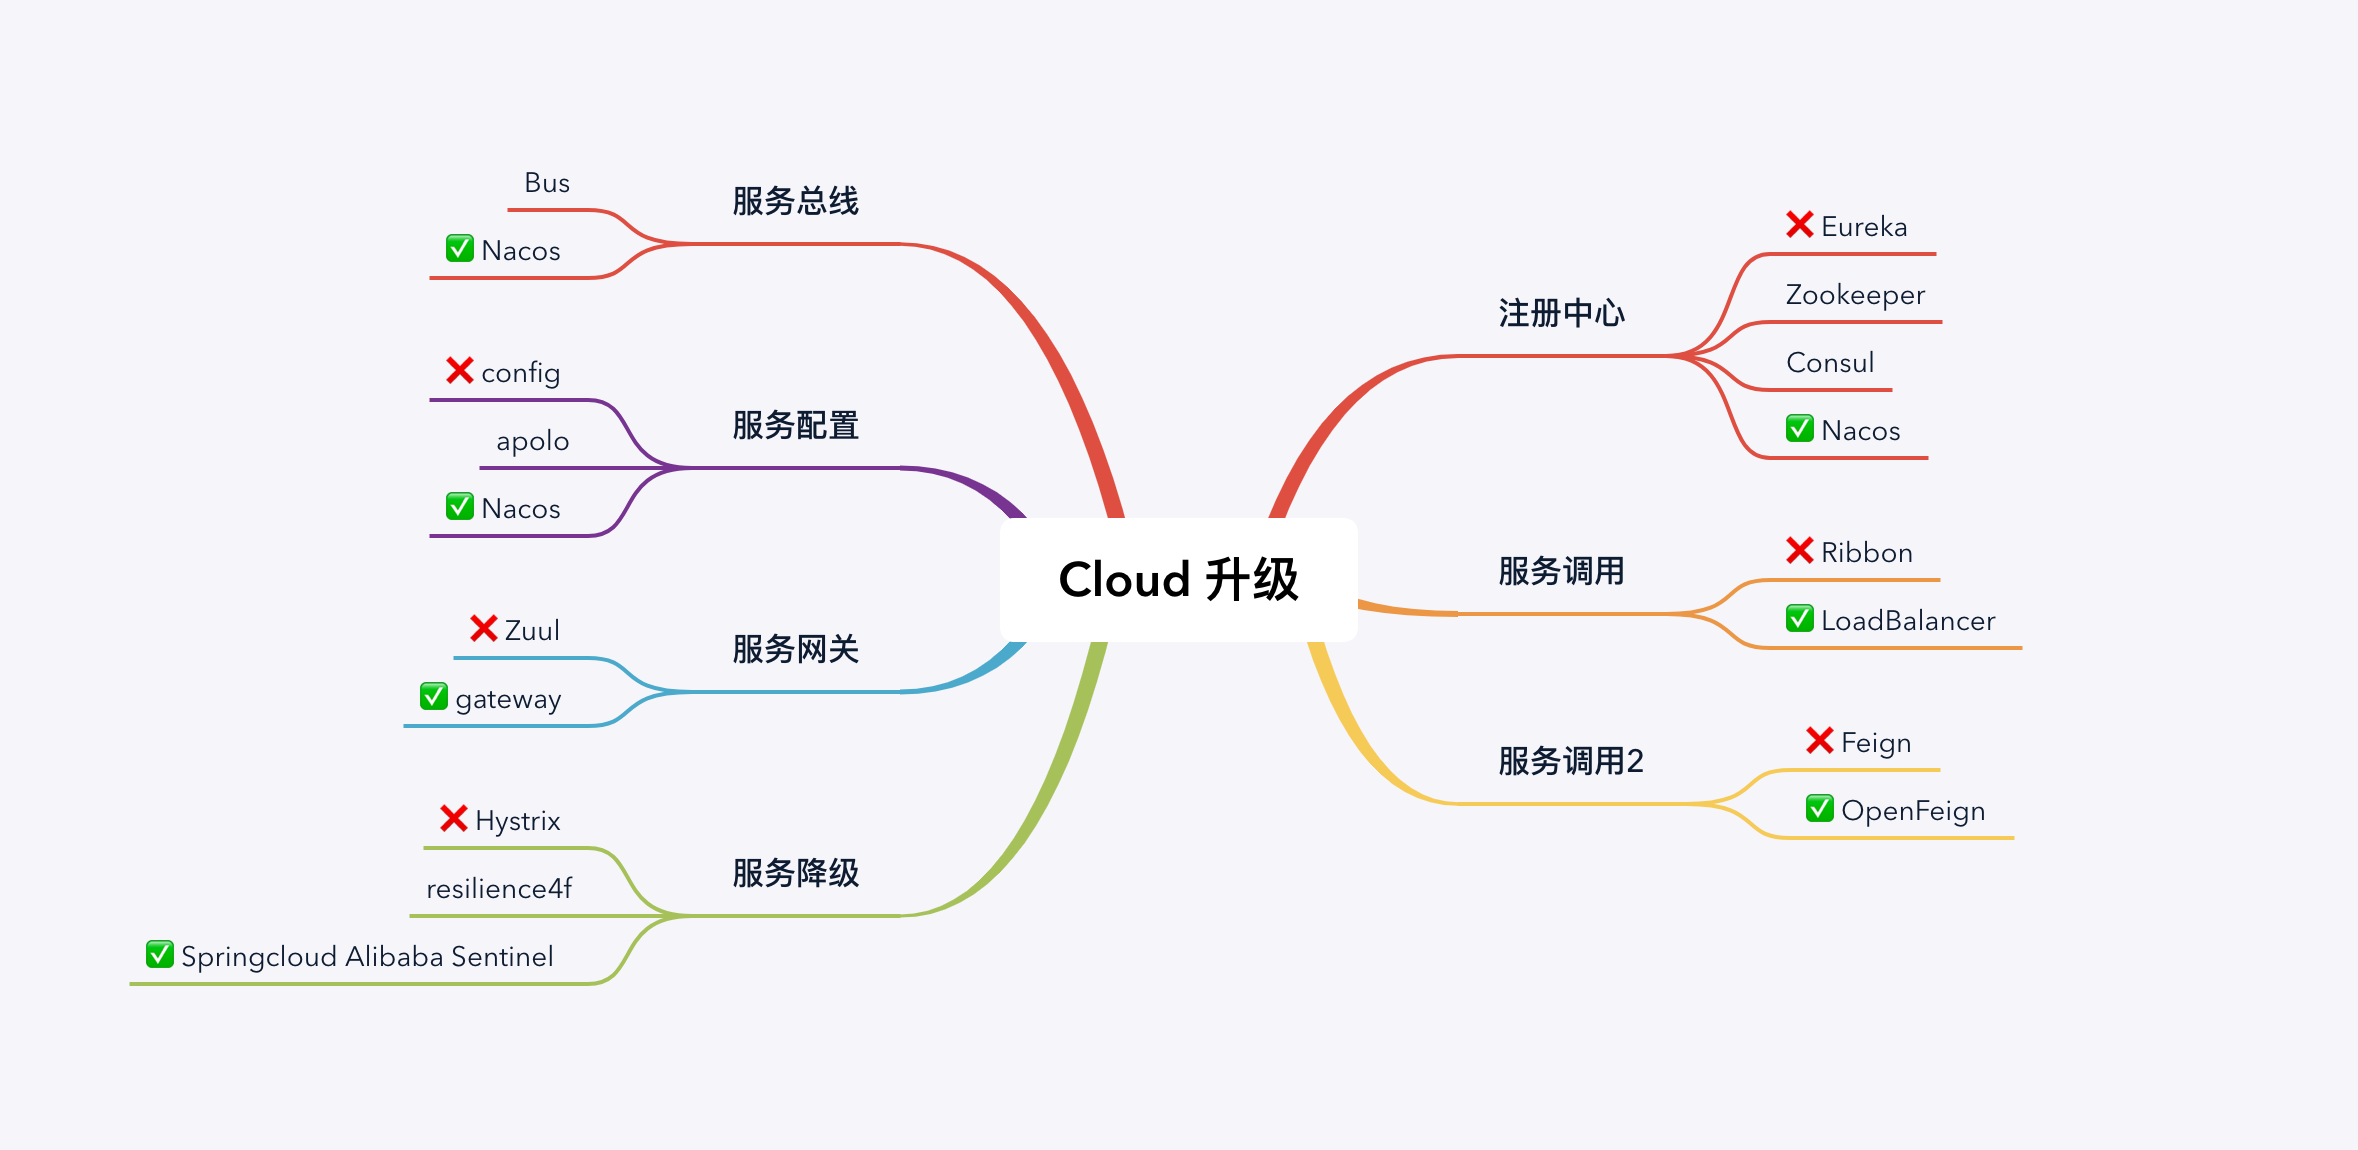 Cloud 升级
注册中心
❌ Eureka
Zookeeper
Consul
✅ Nacos
服务调用
❌ Ribbon
✅ LoadBalancer
服务调用2
❌ Feign
✅ OpenFeign
服务总线
Bus
✅ Nacos
服务配置
❌ config
apolo
✅ Nacos
服务网关
❌ Zuul
✅ gateway
服务降级
❌ Hystrix
resilience4f
✅ Springcloud Alibaba Sentinel